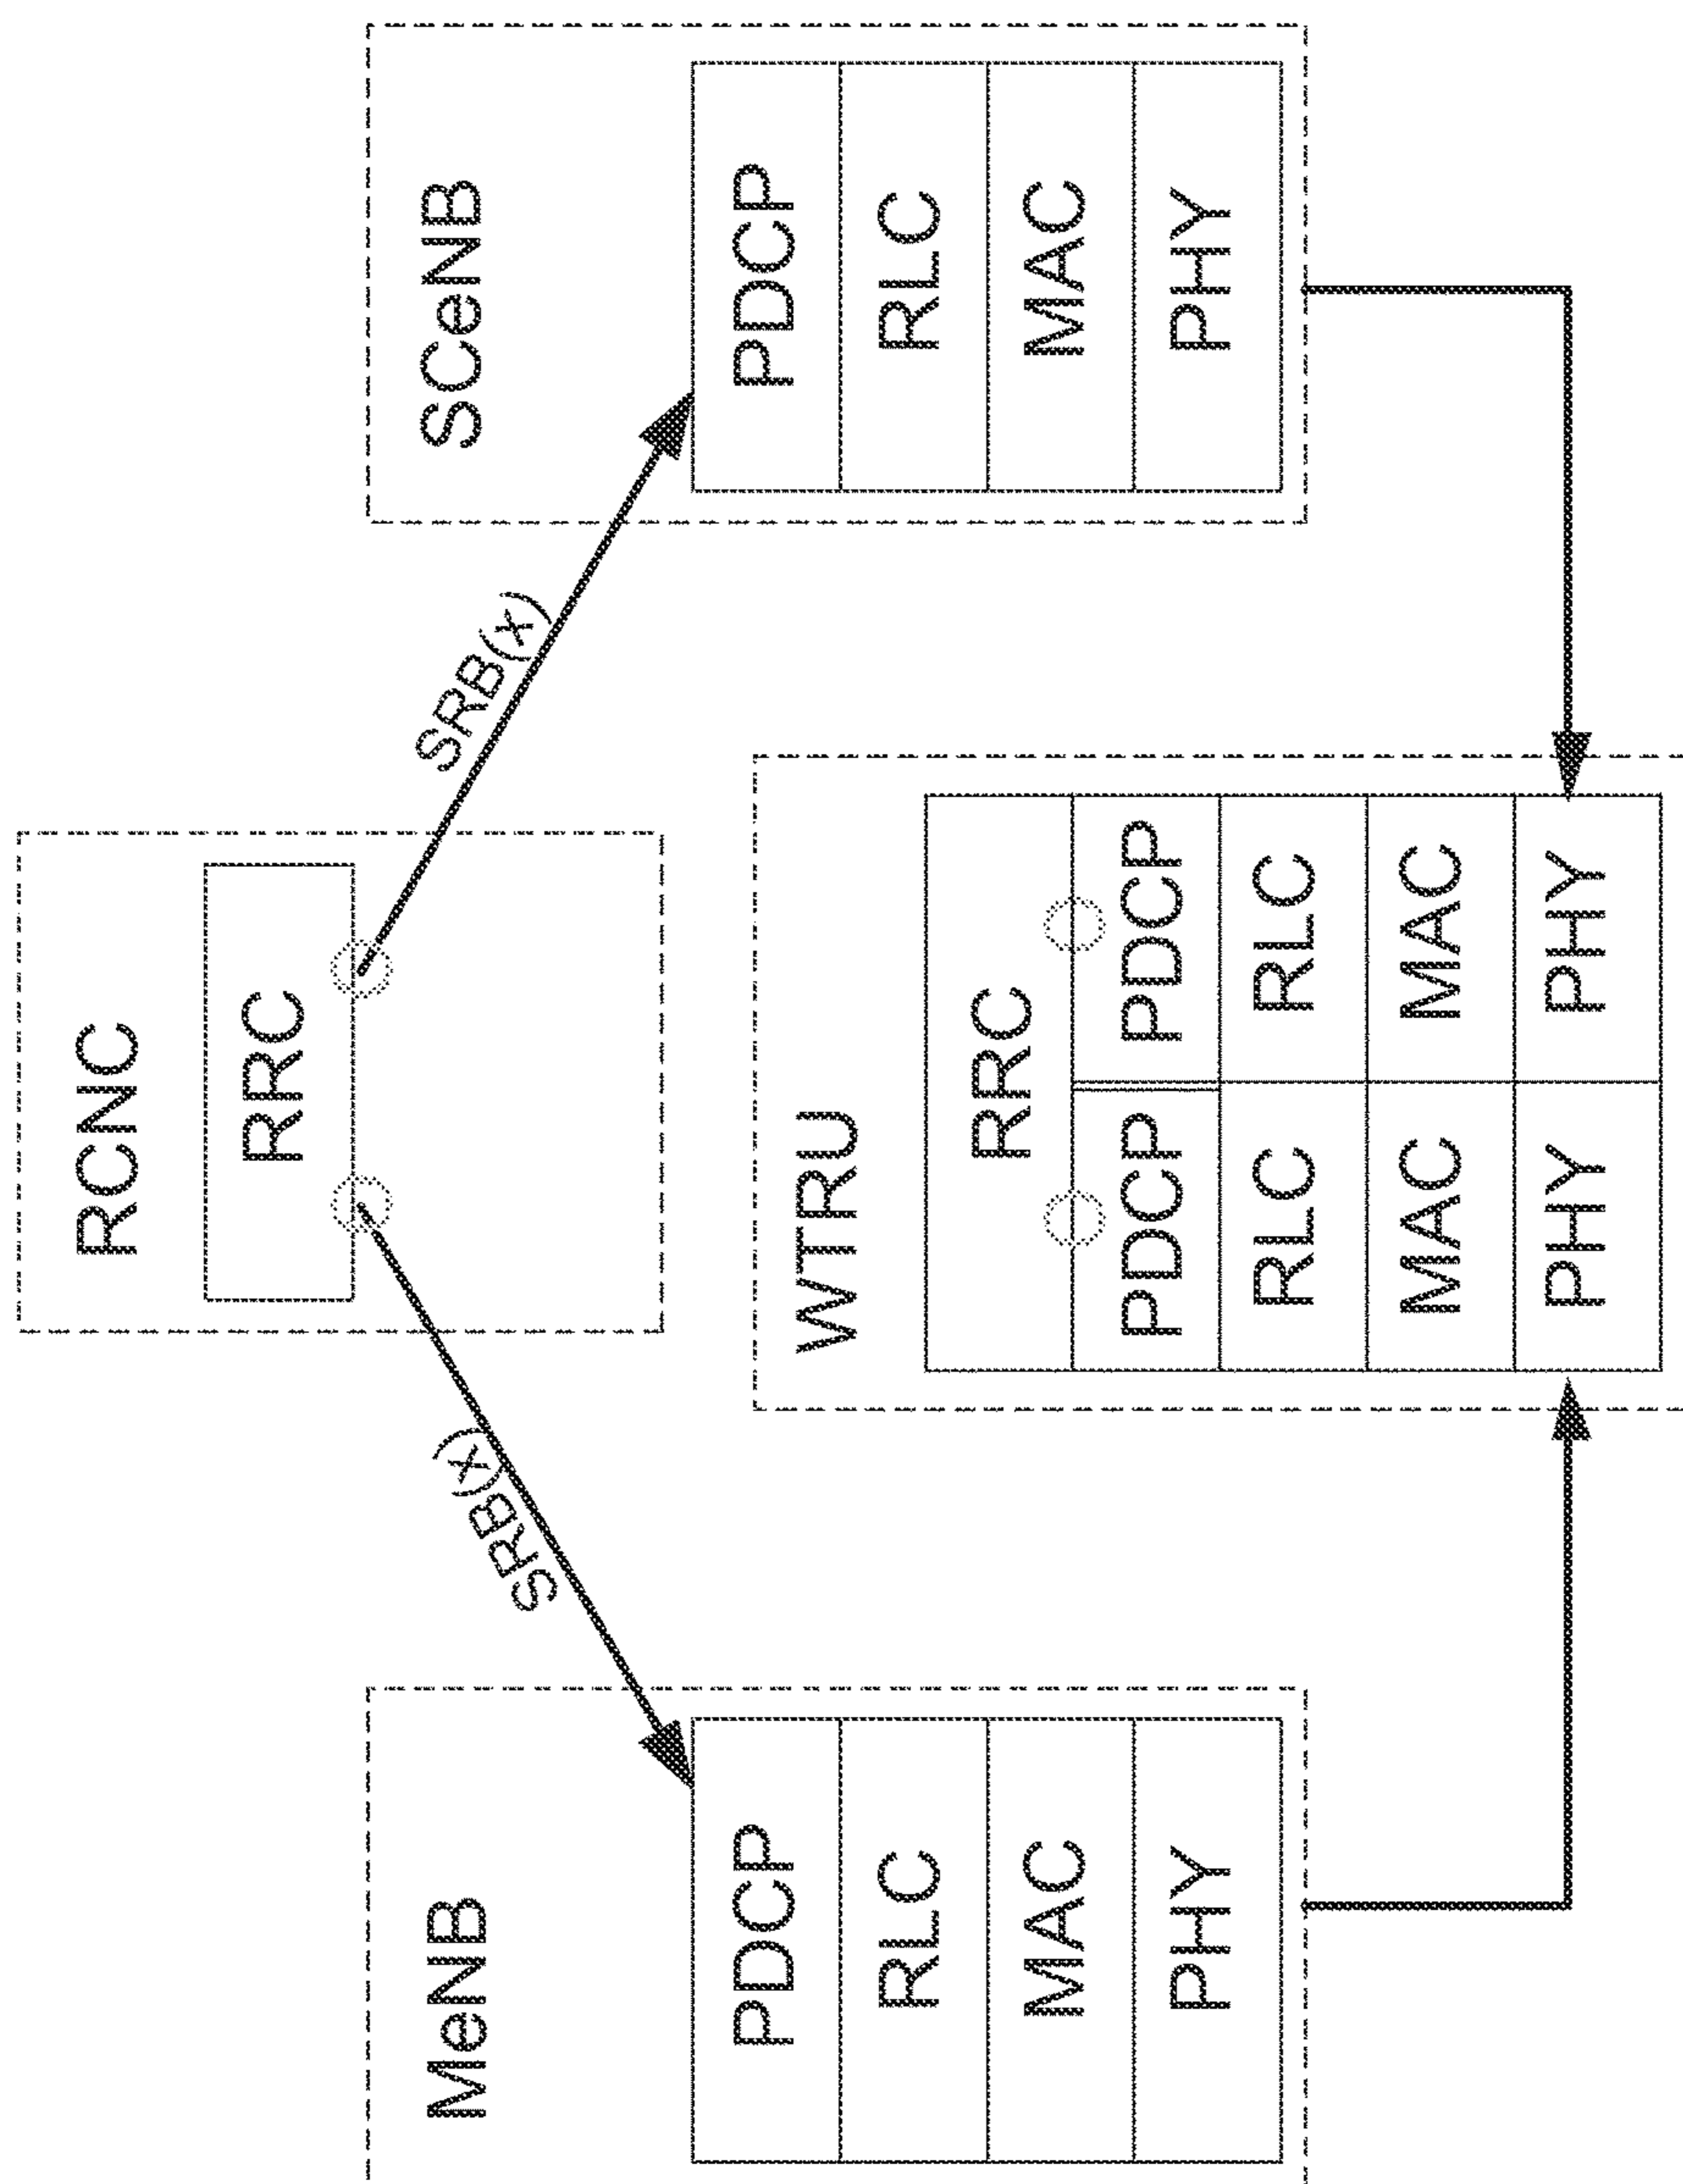 RCNC
RRC
SRB(x)
SRB(x)
MeNB
PDCP
RLC
MAC
PHY
WTRU
RRC
PDCP PDCP
RLC RLC
MAC MAC
PHY PHY
SCeNB
PDCP
RLC
MAC
PHY